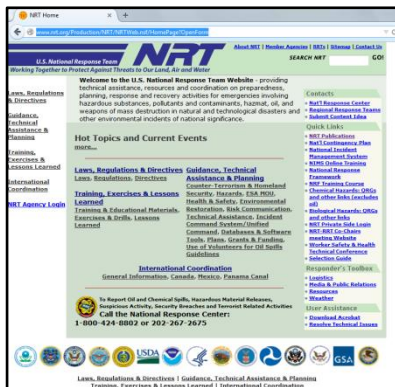 NRT Home
www.nrt.org/Production/NRT/NRTWeb.nsf/HomePage?OpenForm
About NRT | Member Agencies | RRTs | Sitemap | Contact Us
NRT
SEARCH NRT GO!
U.S. National Response Team
Working Together to Protect Against Threats to Our Land, Air and Water
Laws, Regulations
& Directives
Guidance,
Technical
Assistance &
Planning
Training,
Exercises &
Lessons Learned
International
Coordination
NRT Agency Login
Welcome to the U.S. National Response Team Website - providing
technical assistance, resources and coordination on preparedness,
planning, response and recovery activities for emergencies involving
hazardous substances, pollutants and contaminants, hazmat, oil, and
weapons of mass destruction in natural and technological disasters and
other environmental incidents of national significance.
Hot Topics and Current Events
more...
Laws, Regulations & Directives
Laws, Regulations, Directives
Training, Exercises & Lessons
Learned
Training & Educational Materials,
Exercises & Drills, Lessons
Learned
Guidance, Technical
Assistance & Planning
Counter-Terrorism & Homeland
Security, Hazards, ESA MOU,
Health & Safety, Environmental
Restoration, Risk Communication,
Technical Assistance, Incident
Command System/Unified
Command, Databases & Software
Tools, Plans, Grants & Funding,
Use of Volunteers for Oil Spills
Guidelines
International Coordination
General Information, Canada, Mexico, Panama Canal
To Report Oil and Chemical Spills, Hazardous Material Releases,
Suspicious Activity, Security Breaches and Terrorist Related Activities
Call the National Response Center:
1-800-424-8802 or 202-267-2675
Contacts
Nat'l Response Center
Regional Response Teams
Submit Content Idea
Quick Links
NRT Publications
Nat'l Contingency Plan
National Incident
Management System
NIMS Online Training
National Response
Framework
NRF Training Course
Chemical Hazards: QRGs
and other links (excludes
oil)
Biological Hazards: QRGs
and other links
NRT Private Side Login
NRT-RRT Co-Chairs
meeting Website
Worker Safety & Health
Technical Conference
Selection Guide
Responder's Toolbox
Logistics
Media & Public Relations
Resources
Weather
User Assistance
Download Acrobat
Resolve Technical Issues
USDA
GSA
Laws, Regulations & Directives | Guidance, Technical Assistance & Planning
Training, Exercises & Lessons Learned | International Coordination